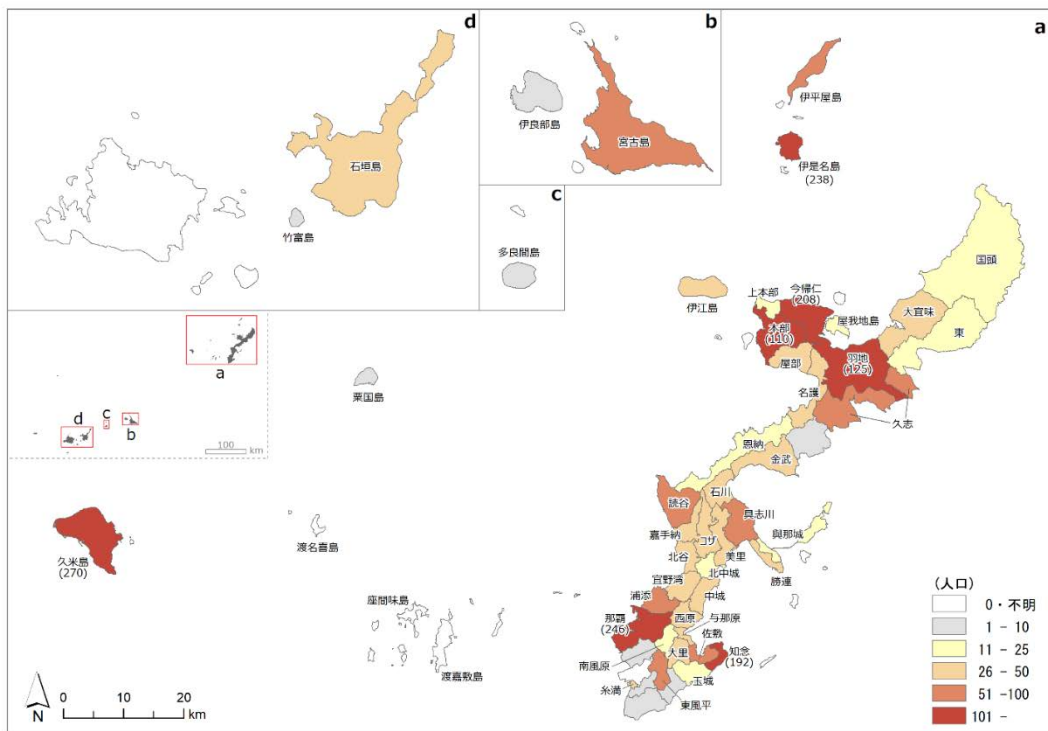 d
石垣島
竹富島
b
伊良部島
宮古島
c
多良間島
a
伊平屋島
伊是名島
(238)
国頭
大宜味
東
伊江島
上本部
今帰仁
(208)
本部
(110)
屋我地島
羽地
(125)
屋部
名護
久志
恩納
金武
石川
読谷
具志川
嘉手納
コザ
與那城
北谷
美里
勝連
北中城
宜野湾
中城
浦添
那覇
(246)
西原
与那原
佐敷
知念
(192)
大里
南風原
玉城
糸満
東風平
粟国島
a
d
c
b
100
km
久米島
(270)
渡名喜島
座間味島
渡嘉敷島
N
0
10
20
km
(人口)
0・不明
1 - 10
11 - 25
26 - 50
51 -100
101 -